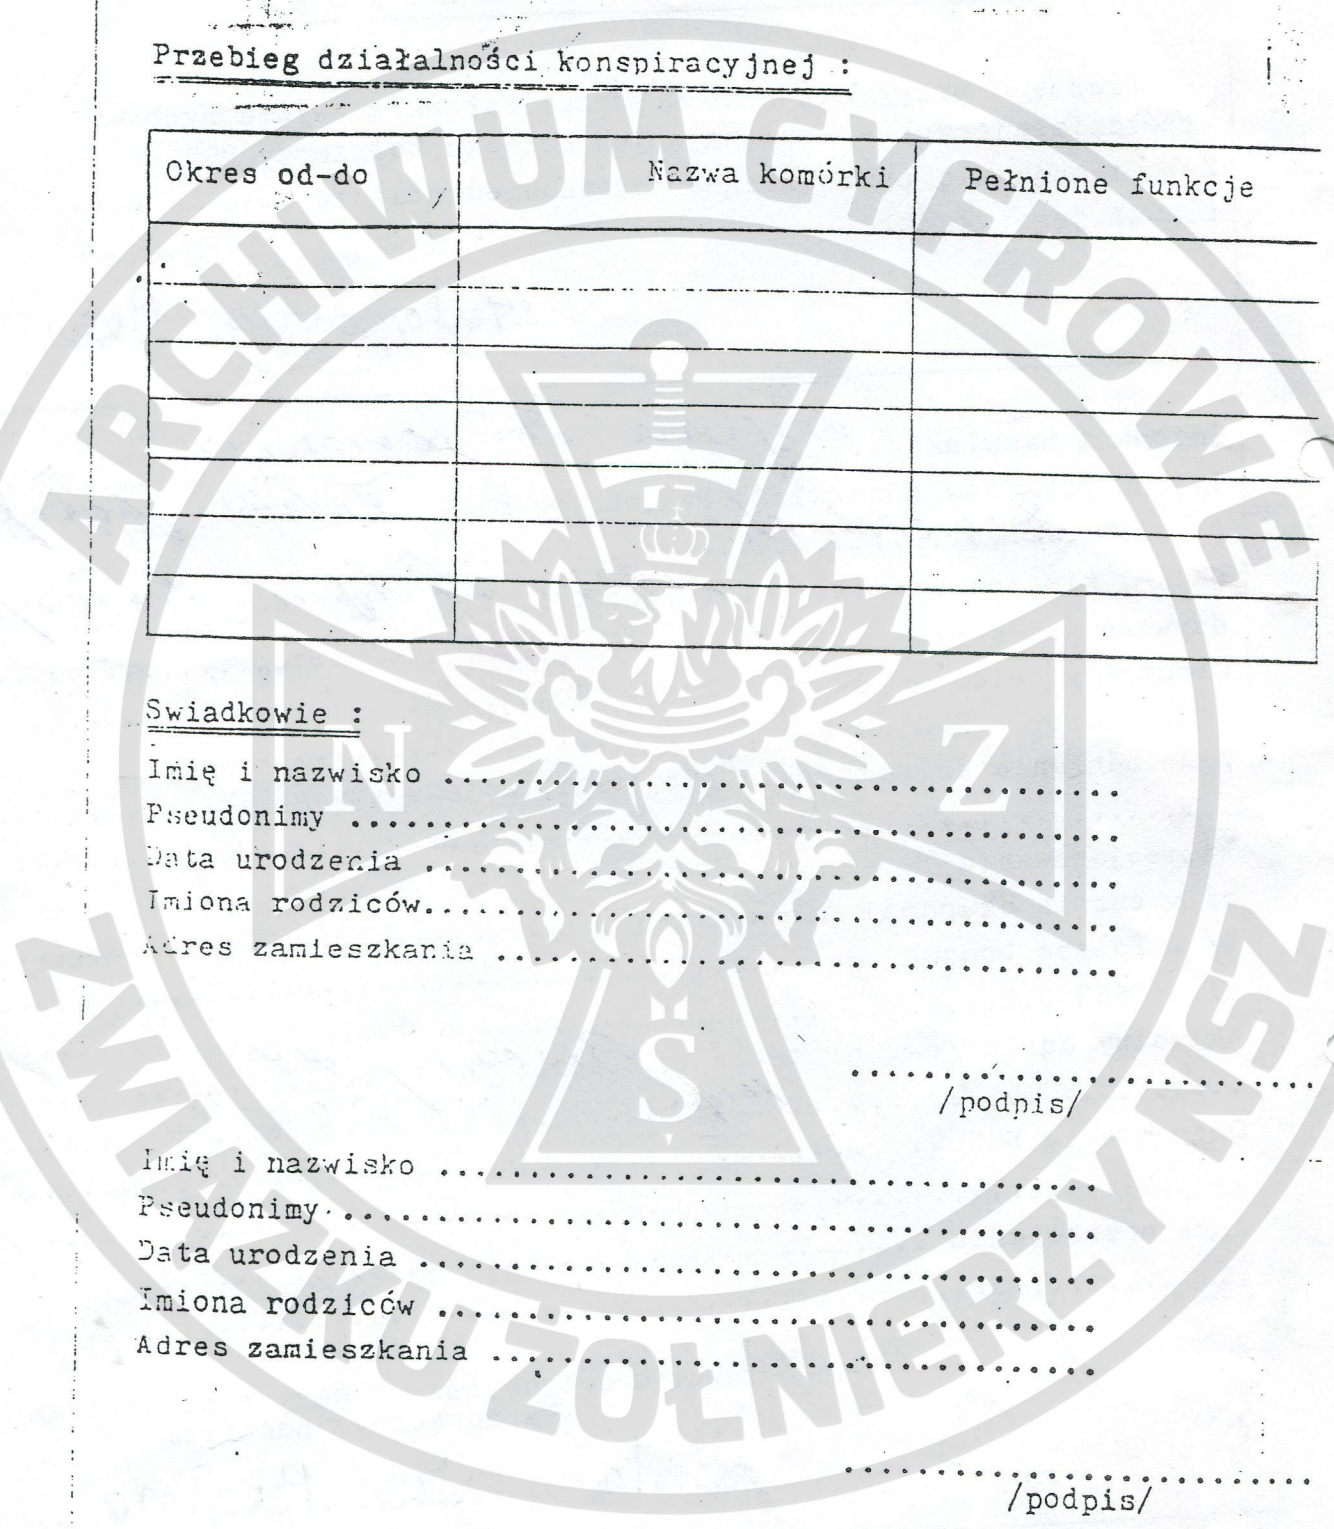 Przebieg działalności konspiracyjnej :
Okres od-do Nazwa komórki Pełnione funkcje
Swiadkowie :
Imię i nazwisko ........................................
Pseudonimy ........................................
Data urodzenia ........................................
Imiona rodziców........................................
Adres zamieszkania ........................................
........................................
/podpis/
Imię i nazwisko ........................................
Pseudonimy ........................................
Data urodzenia ........................................
Imiona rodziców ........................................
Adres zamieszkania ........................................
........................................
/podpis/
ARCHIWUM CYFROWE
ZWIĄZKU ŻOŁNIERZY NSZ
N Z
S